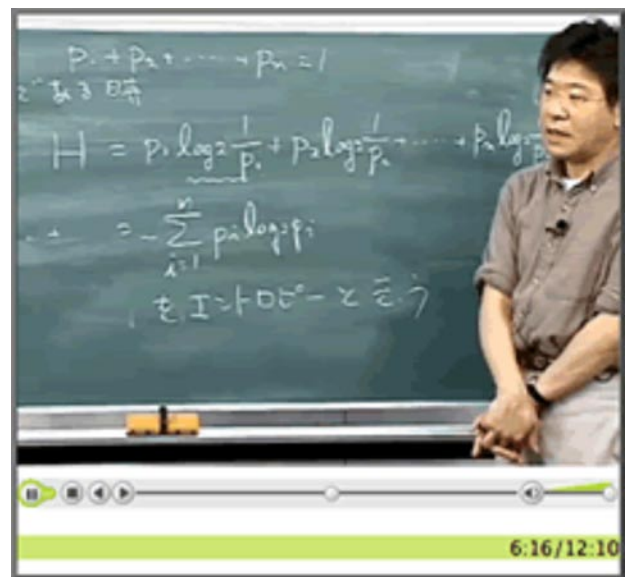 P₁+P₂+‥‥+Pₙ=1
である時
H = P₁ log₂ 1/P₁ + P₂ log₂ 1/P₂ + ‥‥ + Pₙ log₂
= -∑ⁿᵢ₌₁ pᵢ log₂ pᵢ
をエントロピーと言う
6:16/12:10